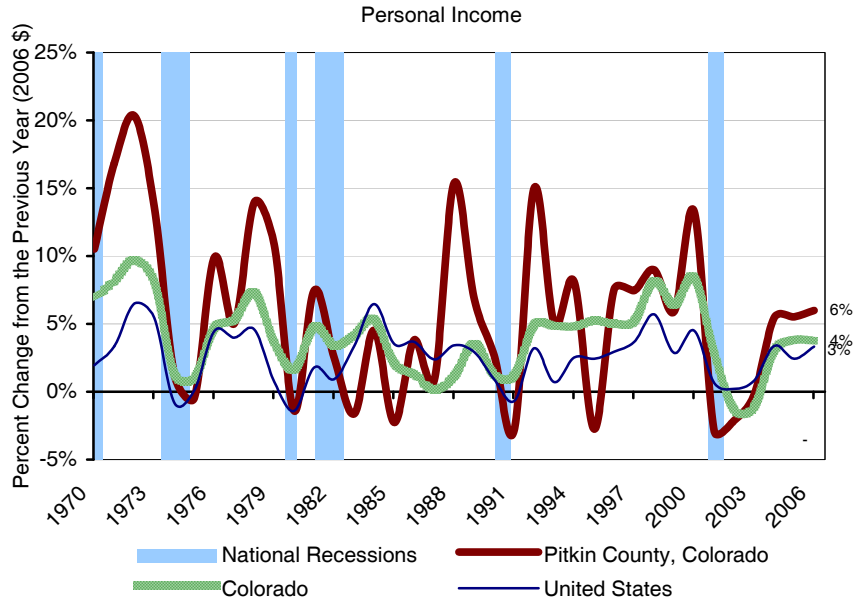 Personal Income
Percent Change from the Previous Year (2006 $)
25%
20%
15%
10%
5%
0%
-5%
6%
4%
3%
-
1970 1973 1976 1979 1982 1985 1988 1991 1994 1997 2000 2003 2006
National Recessions Pitkin County, Colorado
Colorado United States